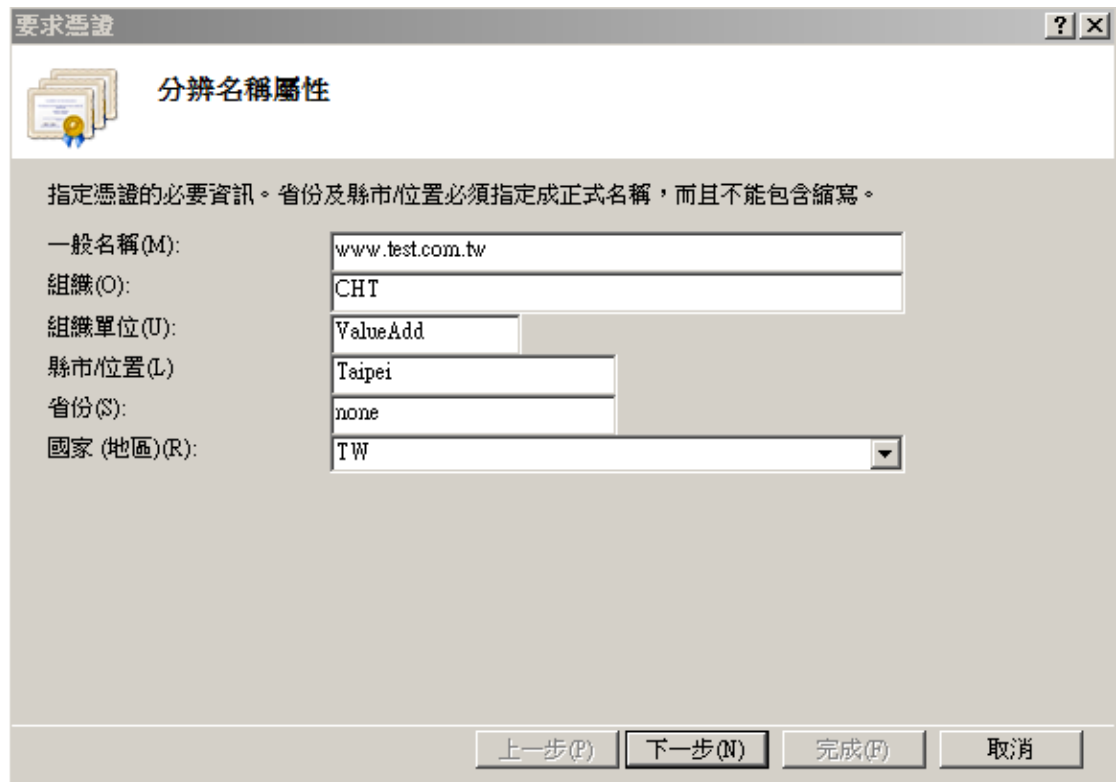 要求憑證
分辨名稱屬性
指定憑證的必要資訊。省份及縣市/位置必須指定成正式名稱,而且不能包含縮寫。
一般名稱(M): www.test.com.tw
組織(O): CHT
組織單位(U): ValueAdd
縣市/位置(L) Taipei
省份(S): none
國家 (地區)(R): TW
上一步(P) 下一步(N) 完成(F) 取消